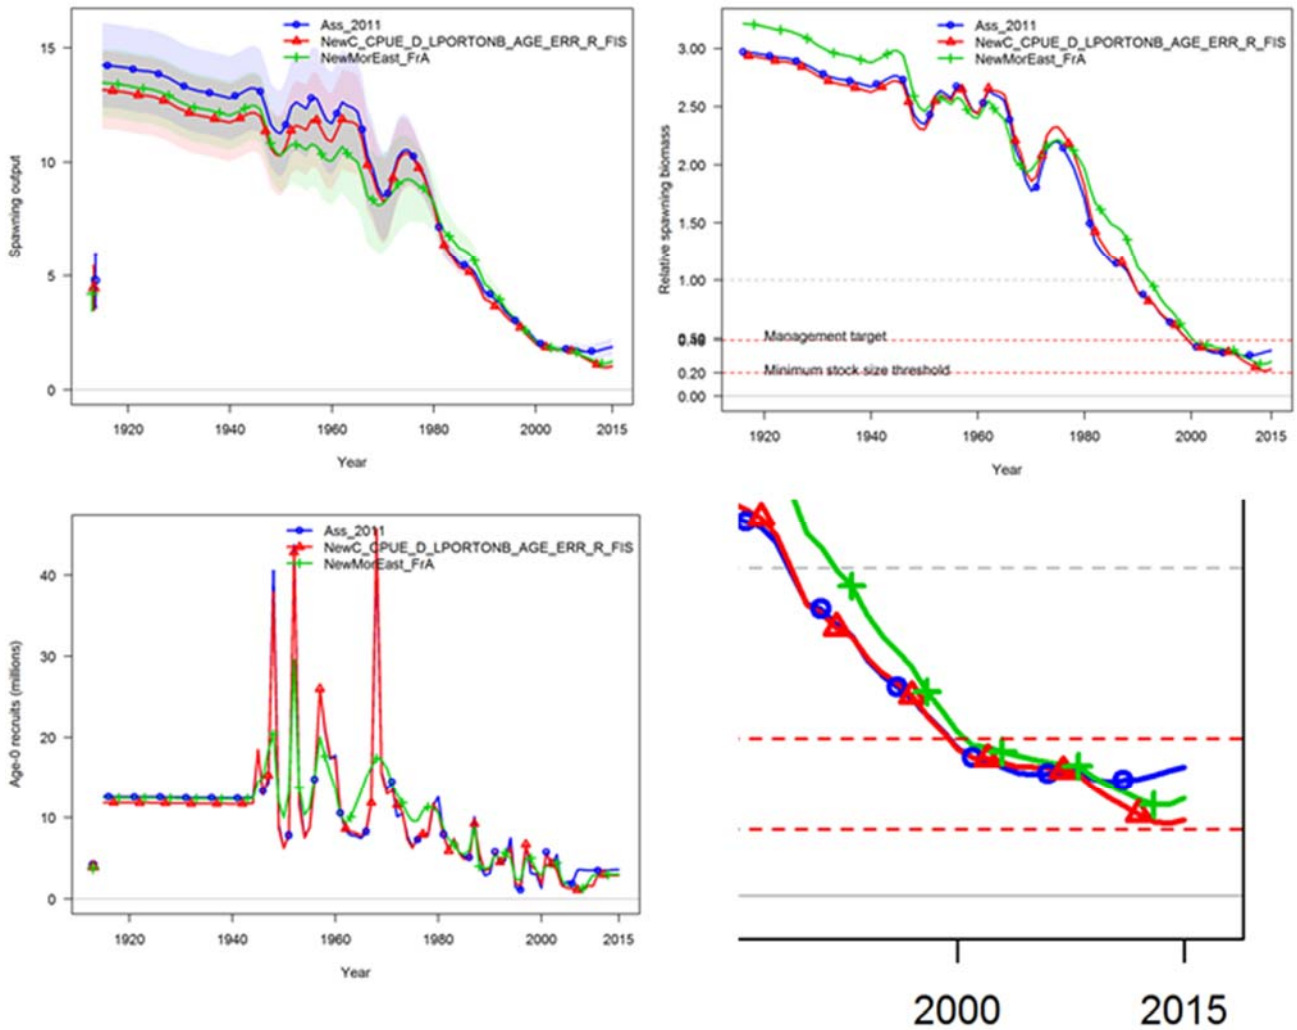 Ass_2011
NewC_CPUE_D_LPORTONB_AGE_ERR_R_FIS
NewMorEast_FrA
Spawning output
15
10
5
0
1920 1940 1960 1980 2000 2015
Year
Ass_2011
NewC_CPUE_D_LPORTONB_AGE_ERR_R_FIS
NewMorEast_FrA
Relative spawning biomass
3.00
2.50
2.00
1.50
1.00
Management target
0.50
Minimum stock size threshold
0.20
0.00
1920 1940 1960 1980 2000 2015
Year
Ass_2011
NewC_CPUE_D_LPORTONB_AGE_ERR_R_FIS
NewMorEast_FrA
Age-0 recruits (millions)
40
30
20
10
0
1920 1940 1960 1980 2000 2015
Year
2000 2015